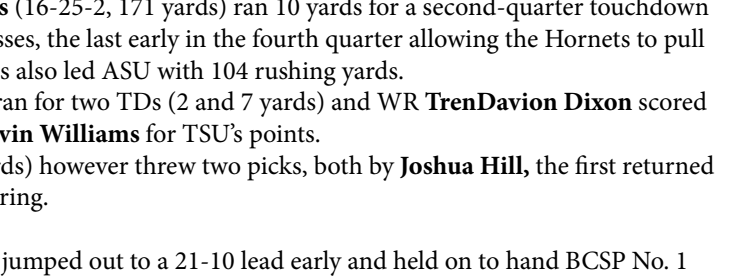 s (16-25-2, 171 yards) ran 10 yards for a second-quarter touchdown
sses, the last early in the fourth quarter allowing the Hornets to pull
s also led ASU with 104 rushing yards.
ran for two TDs (2 and 7 yards) and WR TrenDavion Dixon scored
vin Williams for TSU's points.
rds) however threw two picks, both by Joshua Hill, the first returned
ring.
jumped out to a 21-10 lead early and held on to hand BCSP No. 1